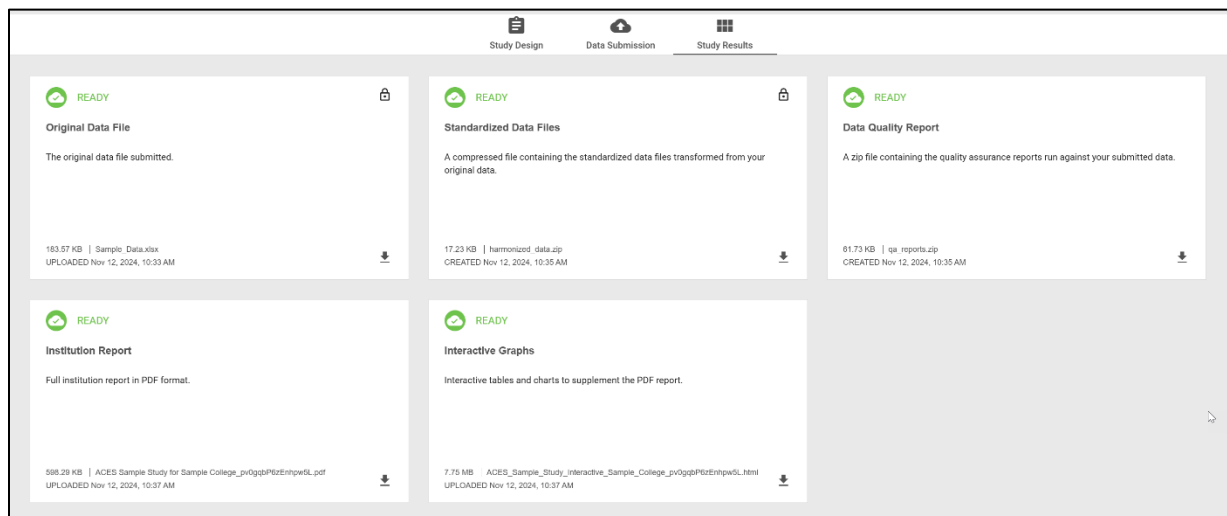 Study Design
Data Submission
Study Results
READY
Original Data File
The original data file submitted.
183.57 KB | Sample_Data.xlsx
UPLOADED Nov 12, 2024, 10:33 AM
READY
Standardized Data Files
A compressed file containing the standardized data files transformed from your
original data.
17.23 KB | harmonized_data.zip
CREATED Nov 12, 2024, 10:35 AM
READY
Data Quality Report
A zip file containing the quality assurance reports run against your submitted data.
61.73 KB | qa_reports.zip
CREATED Nov 12, 2024, 10:35 AM
READY
Institution Report
Full institution report in PDF format.
598.29 KB | ACES Sample Study for Sample College_pv0gqbP6zEnhpw5L.pdf
UPLOADED Nov 12, 2024, 10:37 AM
READY
Interactive Graphs
Interactive tables and charts to supplement the PDF report.
7.75 MB | ACES_Sample_Study_Interactive_Sample_College_pv0gqbP6zEnhpw5L.html
UPLOADED Nov 12, 2024, 10:37 AM